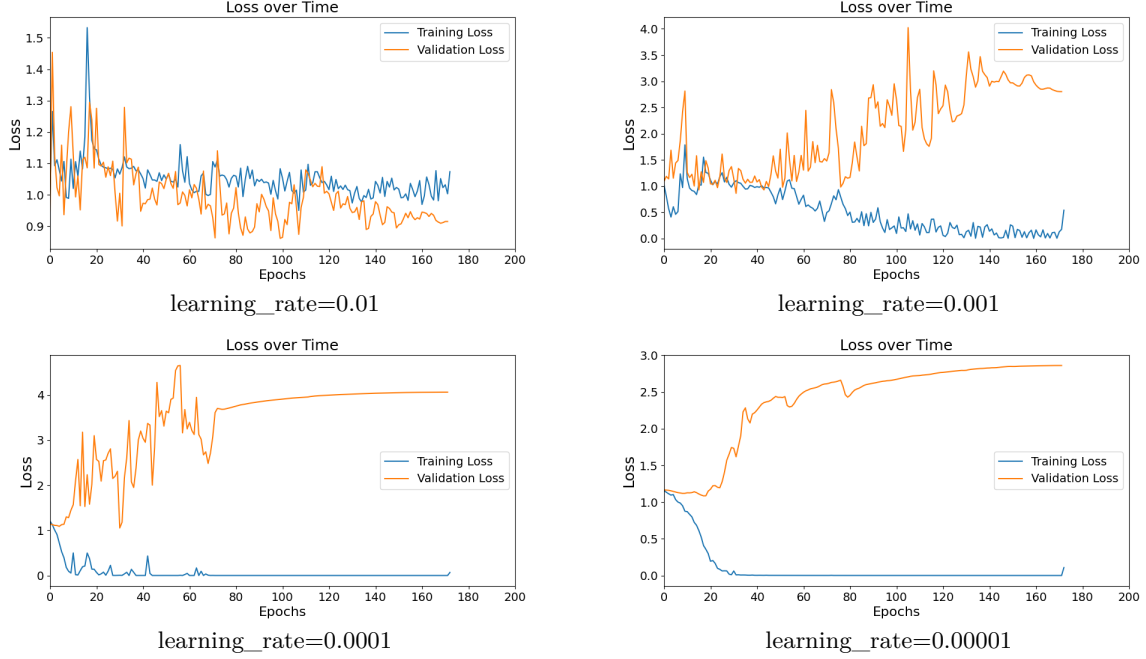 Loss over Time
Loss
1.5
1.4
1.3
1.2
1.1
1.0
0.9
Training Loss
Validation Loss
0 20 40 60 80 100 120 140 160 180 200
Epochs
learning_rate=0.01
Loss over Time
Loss
4.0
3.5
3.0
2.5
2.0
1.5
1.0
0.5
0.0
Training Loss
Validation Loss
0 20 40 60 80 100 120 140 160 180 200
Epochs
learning_rate=0.001
Loss over Time
Loss
4
3
2
1
0
Training Loss
Validation Loss
0 20 40 60 80 100 120 140 160 180 200
Epochs
learning_rate=0.0001
Loss over Time
Loss
3.0
2.5
2.0
1.5
1.0
0.5
0.0
Training Loss
Validation Loss
0 20 40 60 80 100 120 140 160 180 200
Epochs
learning_rate=0.00001